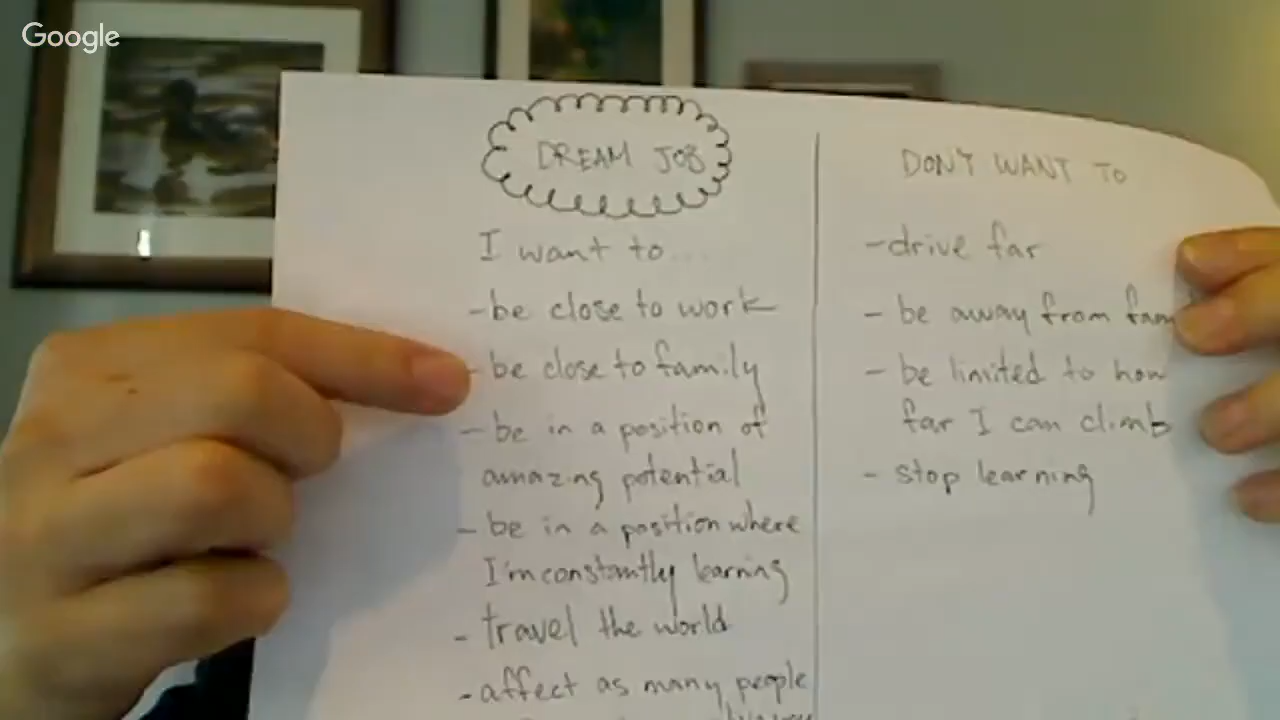 Google
DREAM JOB
I want to...
- be close to work
- be close to family
- be in a position of
amazing potential
- be in a position where
I'm constantly learning
- travel the world
- affect as many people
DON'T WANT TO
- drive far
- be away from fam
- be limited to how
far I can climb
- stop learning